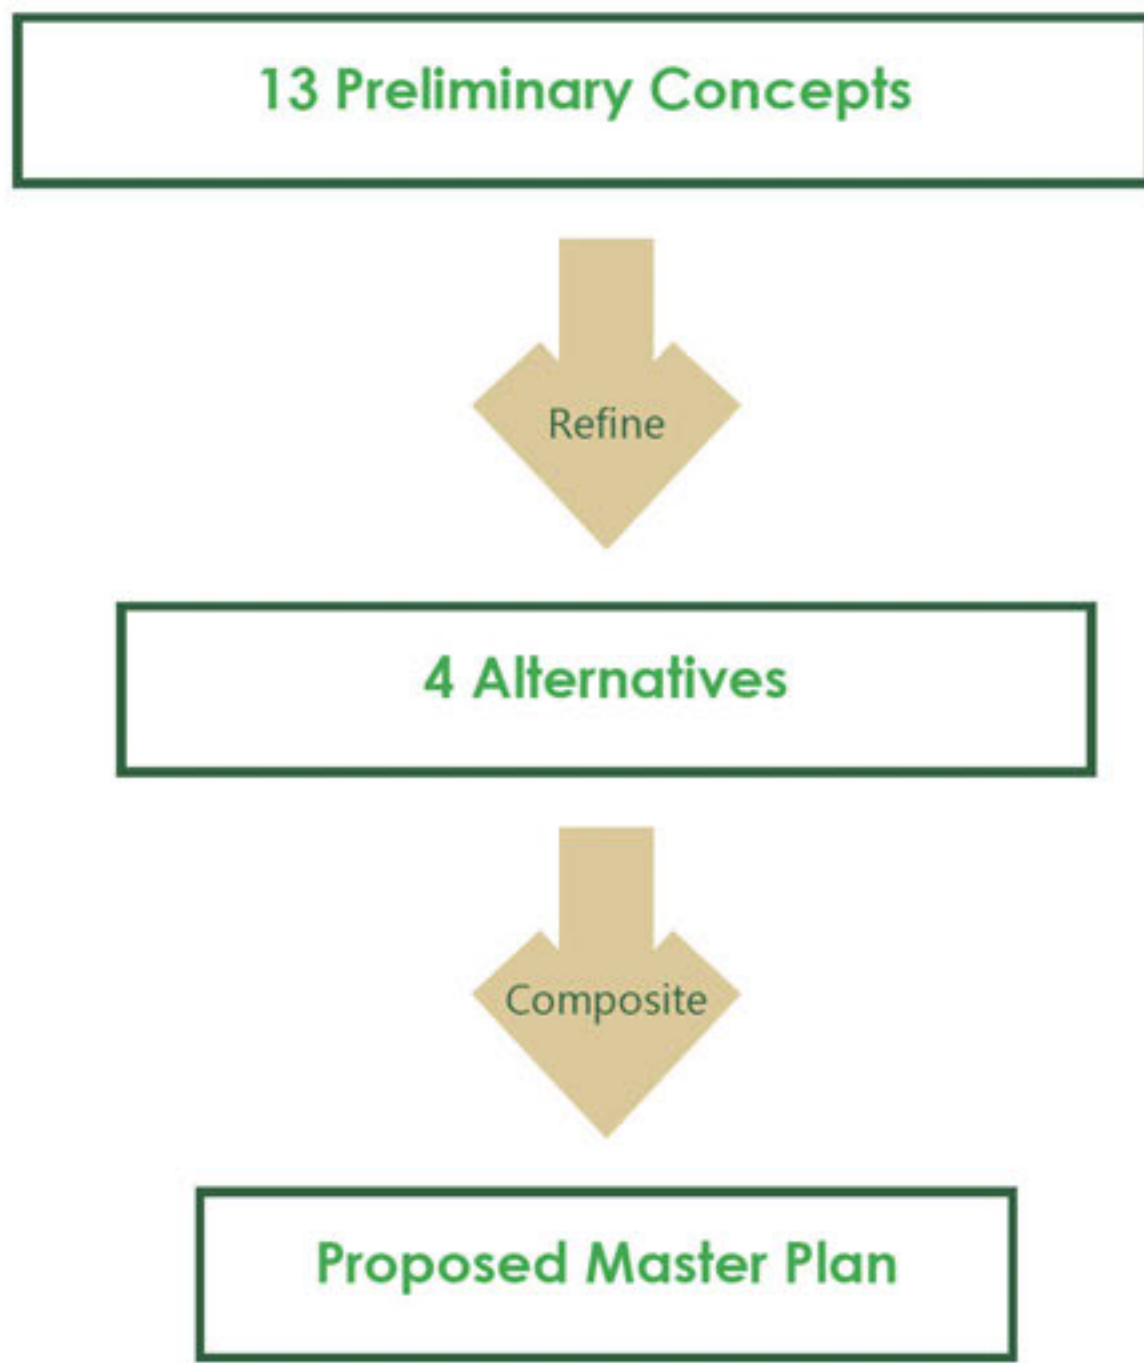 13 Preliminary Concepts
Refine
4 Alternatives
Composite
Proposed Master Plan